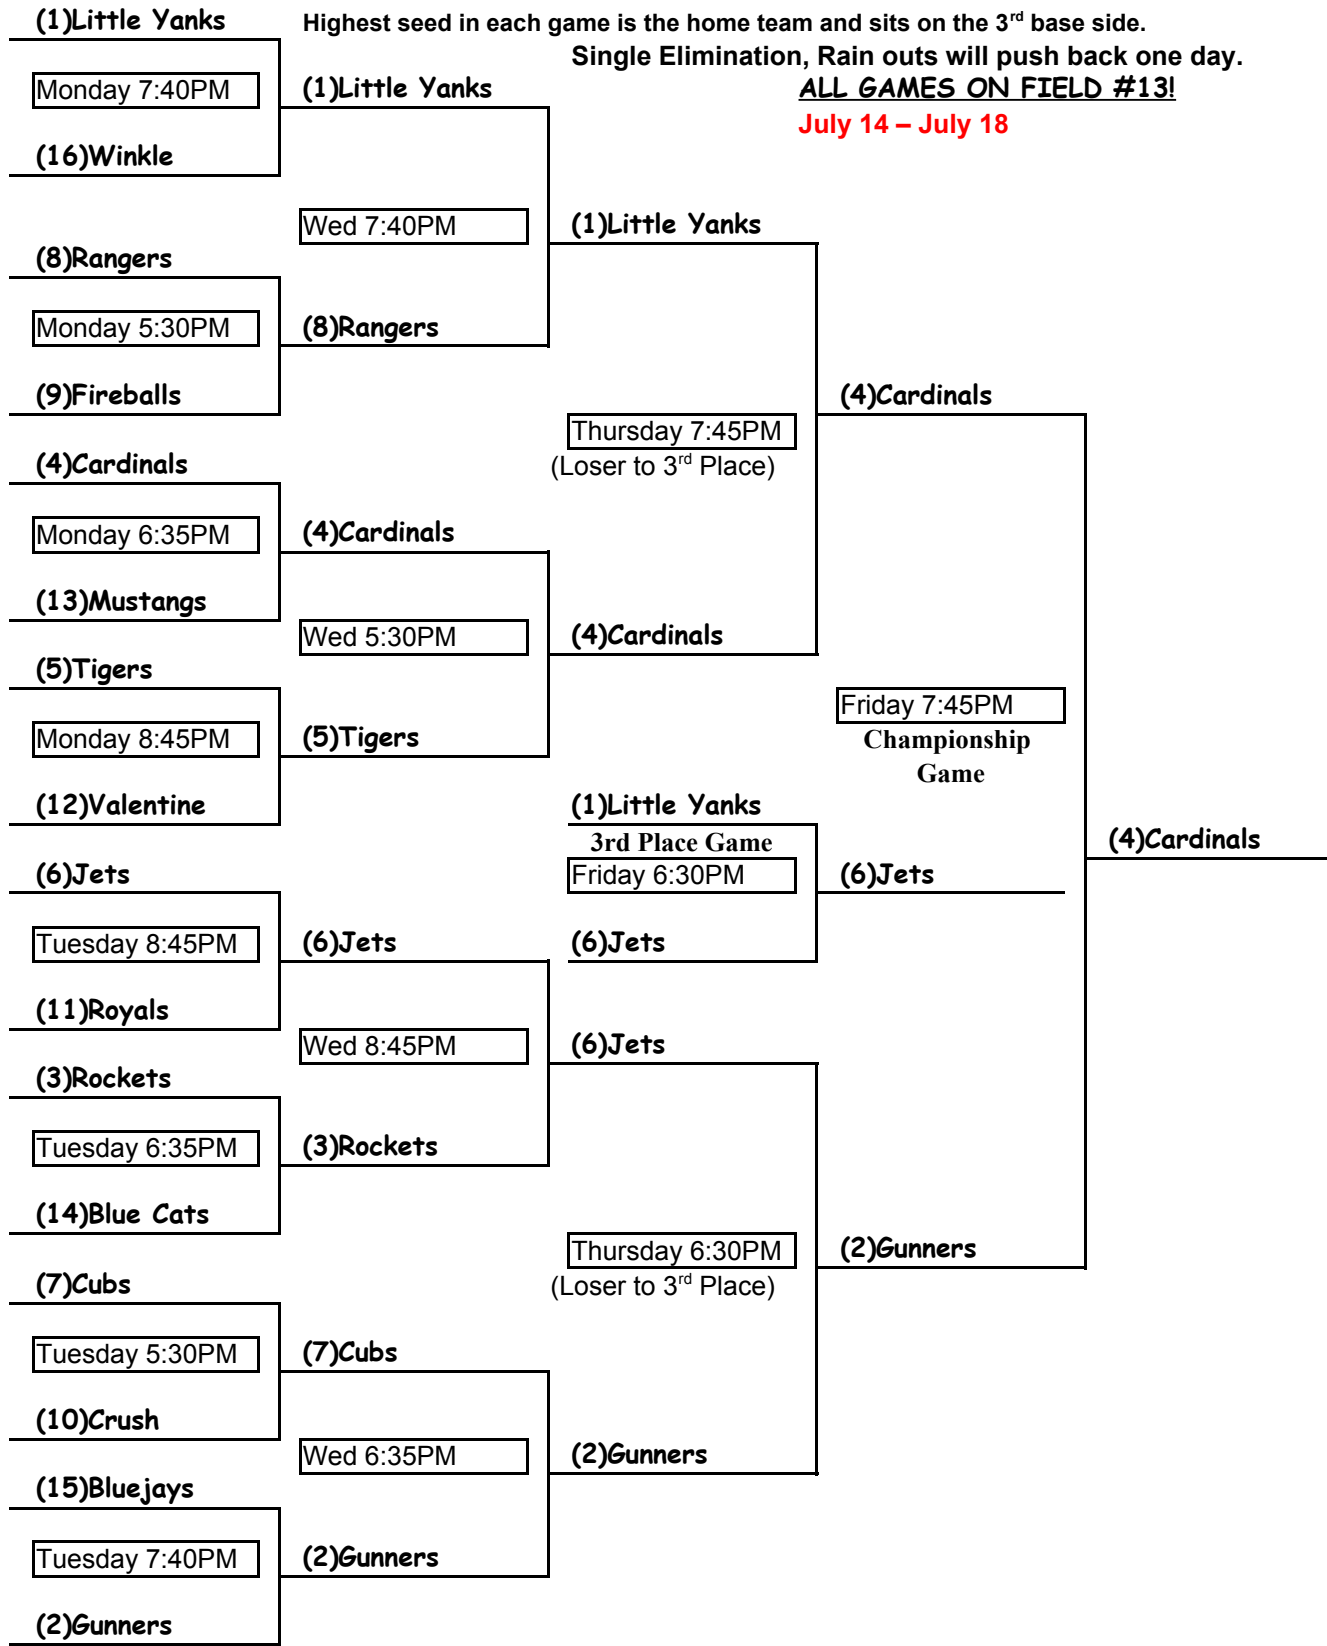 (1)Little Yanks
Highest seed in each game is the home team and sits on the 3rd base side.
Single Elimination, Rain outs will push back one day.
Monday 7:40PM
(1)Little Yanks
ALL GAMES ON FIELD #13!
July 14 – July 18
(16)Winkle
Wed 7:40PM
(1)Little Yanks
(8)Rangers
Monday 5:30PM
(8)Rangers
(9)Fireballs
(4)Cardinals
Thursday 7:45PM
(Loser to 3rd Place)
(4)Cardinals
Monday 6:35PM
(4)Cardinals
(13)Mustangs
Wed 5:30PM
(4)Cardinals
(5)Tigers
Friday 7:45PM
Championship
Game
Monday 8:45PM
(5)Tigers
(12)Valentine
(1)Little Yanks
3rd Place Game
Friday 6:30PM
(4)Cardinals
(6)Jets
(6)Jets
Tuesday 8:45PM
(6)Jets
(6)Jets
(11)Royals
Wed 8:45PM
(6)Jets
(3)Rockets
Tuesday 6:35PM
(3)Rockets
(14)Blue Cats
Thursday 6:30PM
(Loser to 3rd Place)
(2)Gunners
(7)Cubs
Tuesday 5:30PM
(7)Cubs
(10)Crush
Wed 6:35PM
(2)Gunners
(15)Bluejays
Tuesday 7:40PM
(2)Gunners
(2)Gunners